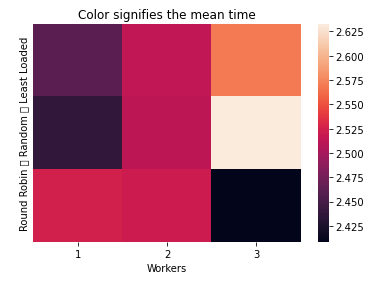 Color signifies the mean time
Round Robin ▯ Random ▯ Least Loaded
1 2 3
Workers
2.625
2.600
2.575
2.550
2.525
2.500
2.475
2.450
2.425